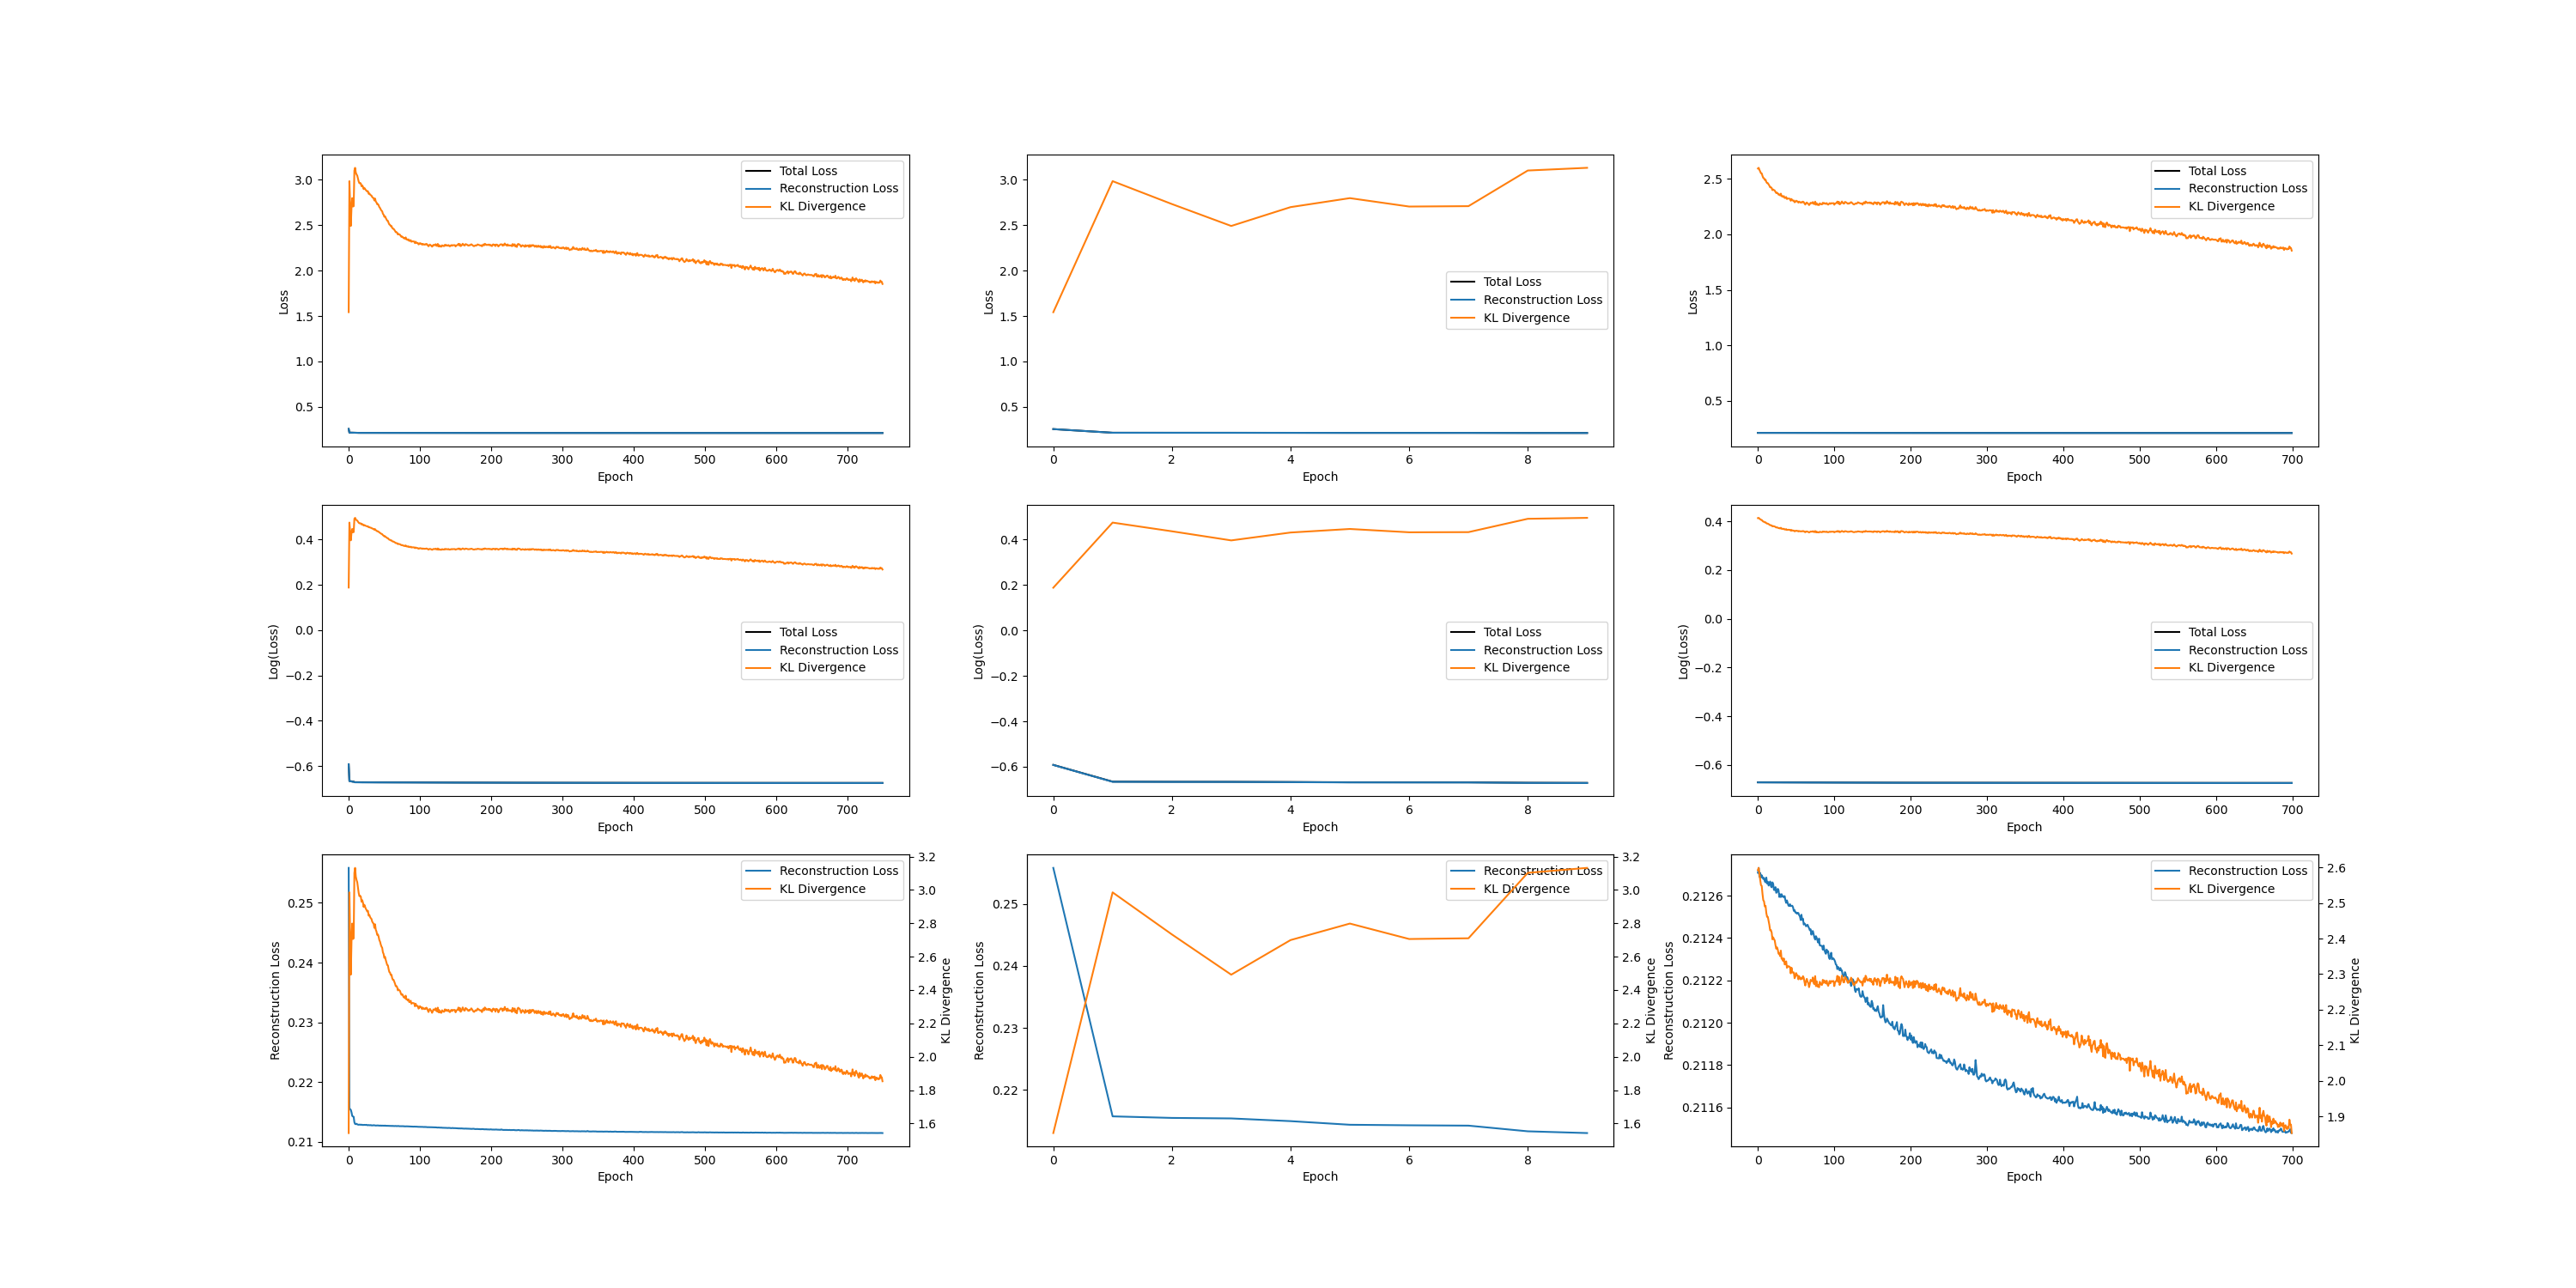 Loss
3.0
2.5
2.0
1.5
1.0
0.5
0 100 200 300 400 500 600 700
Epoch
Total Loss
Reconstruction Loss
KL Divergence
Loss
3.0
2.5
2.0
1.5
1.0
0.5
0 2 4 6 8
Epoch
Total Loss
Reconstruction Loss
KL Divergence
Loss
2.5
2.0
1.5
1.0
0.5
0 100 200 300 400 500 600 700
Epoch
Total Loss
Reconstruction Loss
KL Divergence
Log(Loss)
0.4
0.2
0.0
−0.2
−0.4
−0.6
0 100 200 300 400 500 600 700
Epoch
Total Loss
Reconstruction Loss
KL Divergence
Log(Loss)
0.4
0.2
0.0
−0.2
−0.4
−0.6
0 2 4 6 8
Epoch
Total Loss
Reconstruction Loss
KL Divergence
Log(Loss)
0.4
0.2
0.0
−0.2
−0.4
−0.6
0 100 200 300 400 500 600 700
Epoch
Total Loss
Reconstruction Loss
KL Divergence
Reconstruction Loss
0.25
0.24
0.23
0.22
0.21
0 100 200 300 400 500 600 700
Epoch
Reconstruction Loss
KL Divergence
3.2
3.0
2.8
2.6
2.4
2.2
2.0
1.8
1.6
KL Divergence
Reconstruction Loss
0.25
0.24
0.23
0.22
0 2 4 6 8
Epoch
Reconstruction Loss
KL Divergence
3.2
3.0
2.8
2.6
2.4
2.2
2.0
1.8
1.6
KL Divergence
Reconstruction Loss
0.2126
0.2124
0.2122
0.2120
0.2118
0.2116
0 100 200 300 400 500 600 700
Epoch
Reconstruction Loss
KL Divergence
2.6
2.5
2.4
2.3
2.2
2.1
2.0
1.9
KL Divergence